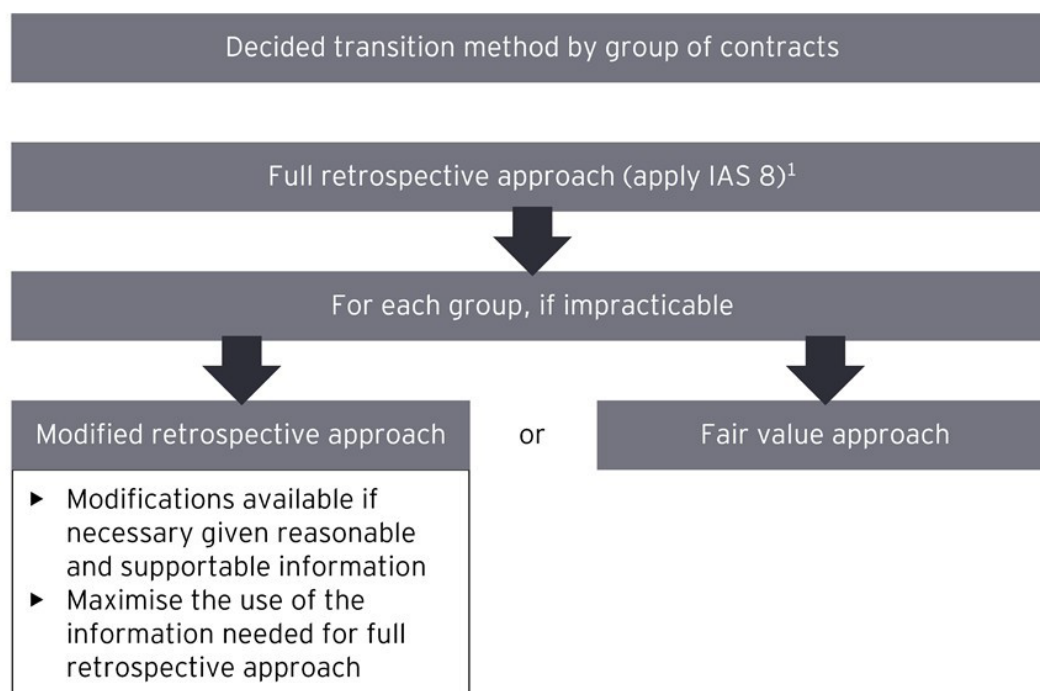 Decided transition method by group of contracts
Full retrospective approach (apply IAS 8)¹
For each group, if impracticable
Modified retrospective approach
or
Fair value approach
▶ Modifications available if
necessary given reasonable
and supportable information
▶ Maximise the use of the
information needed for full
retrospective approach